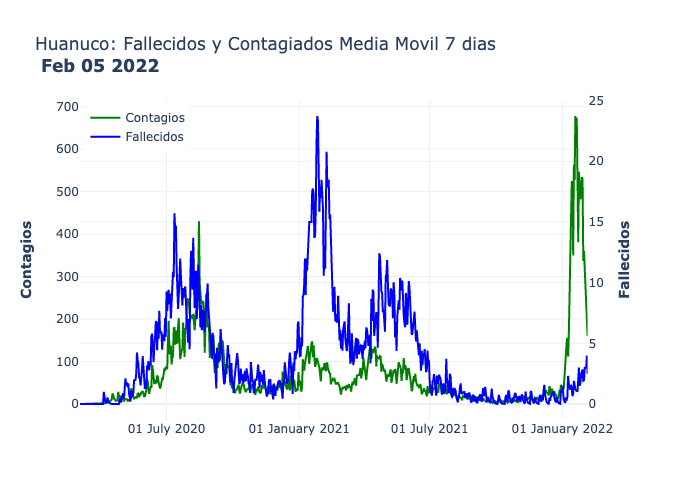 Huanuco: Fallecidos y Contagiados Media Movil 7 dias
Feb 05 2022
Contagios
Fallecidos
700
600
500
400
300
200
100
0
Contagios
25
20
15
10
5
0
Fallecidos
01 July 2020
01 January 2021
01 July 2021
01 January 2022